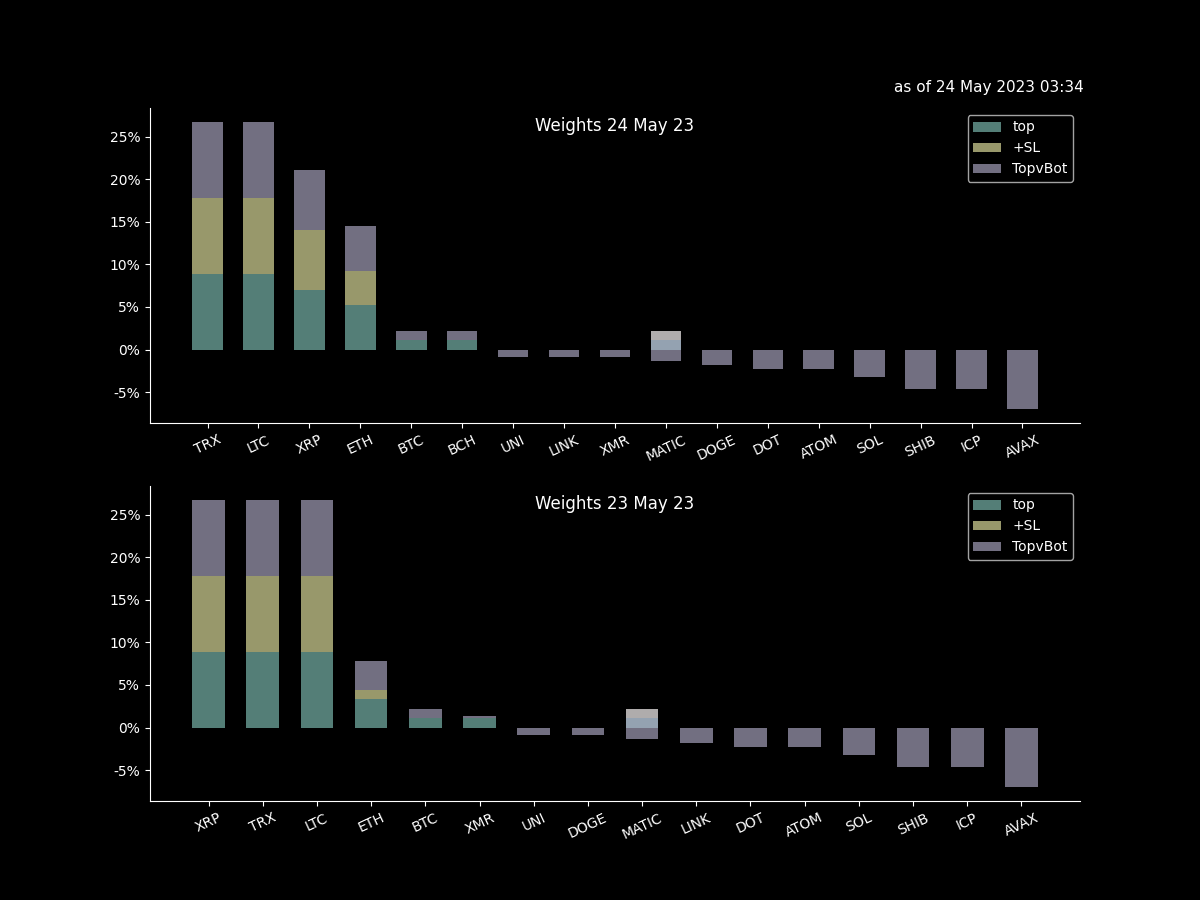 as of 24 May 2023 03:34
Weights 24 May 23
top
+SL
TopvBot
25%
20%
15%
10%
5%
0%
-5%
TRX LTC XRP ETH BTC BCH UNI LINK XMR MATIC DOGE DOT ATOM SOL SHIB ICP AVAX
Weights 23 May 23
top
+SL
TopvBot
25%
20%
15%
10%
5%
0%
-5%
XRP TRX LTC ETH BTC XMR UNI DOGE MATIC LINK DOT ATOM SOL SHIB ICP AVAX